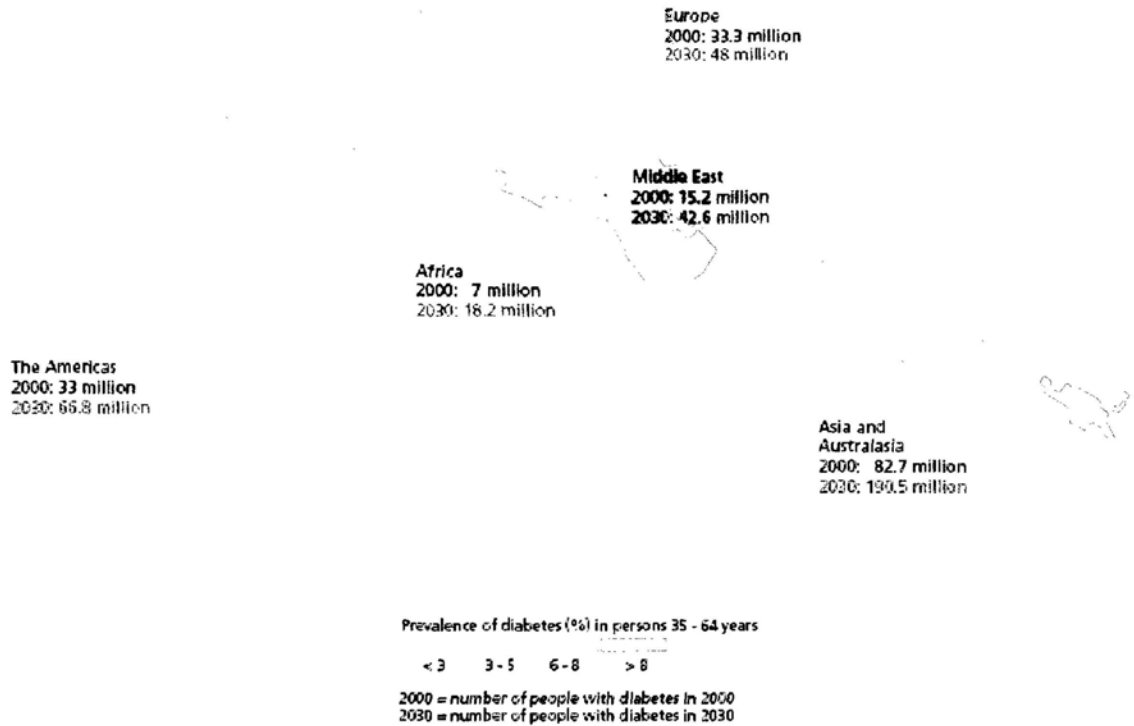 Europe
2000: 33.3 million
2030: 48 million
Middle East
2000: 15.2 million
2030: 42.6 million
Africa
2000: 7 million
2030: 18.2 million
The Americas
2000: 33 million
2030: 66.8 million
Asia and
Australasia
2000: 82.7 million
2030: 190.5 million
Prevalence of diabetes (%) in persons 35 - 64 years
< 3 3 - 5 6 - 8 > 8
2000 = number of people with diabetes in 2000
2030 = number of people with diabetes in 2030